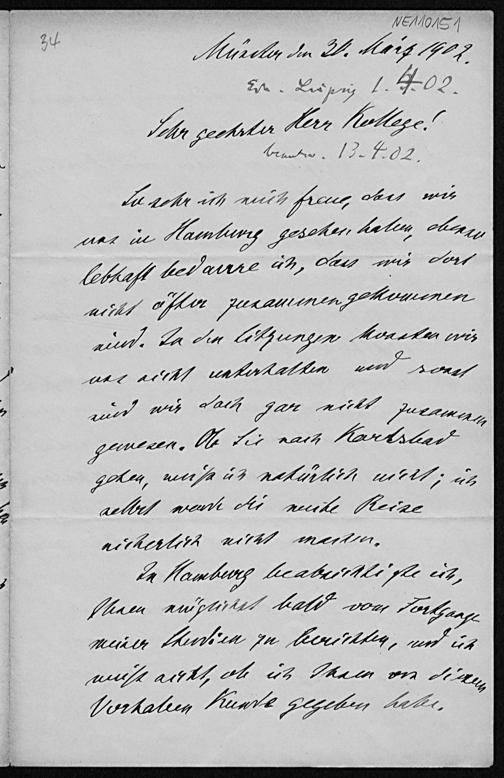 NE110151
34
Münster den 30. März 1902.
Erh. Leipzig 1.4.02.
Sehr geehrter Herr Kollege!
beantw. 13.4.02.
So sehr ich mich freue, dass wir
uns in Hamburg gesehen haben, ebenso
lebhaft bedaure ich, dass wir dort
nicht öfter zusammengekommen
sind. In den Sitzungen konnten wir
uns nicht unterhalten und sonst
sind wir doch gar nicht zusammen
gewesen. Ob Sie nach Karlsbad
gehen, weiß ich natürlich nicht; ich
selbst werde die weite Reise
sicherlich nicht machen.
In Hamburg beabsichtigte ich,
Ihnen möglichst bald vom Fortgange
meiner Studien zu berichten, und ich
weiß nicht, ob ich Ihnen von diesem
Vorhaben Kunde gegeben habe.